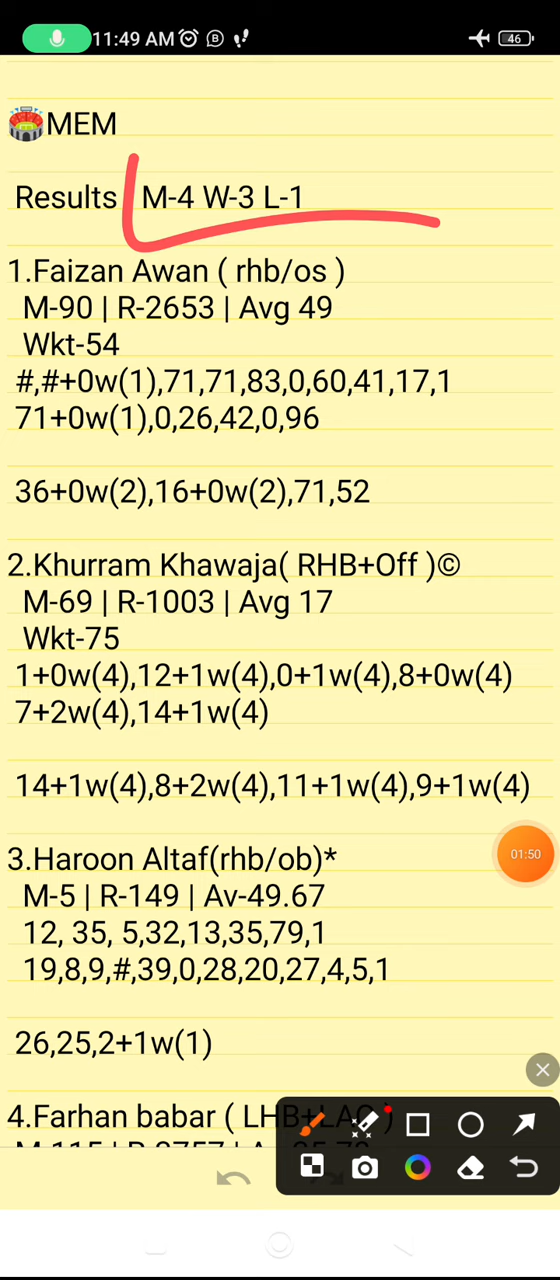 11:49 AM B 46
MEM
Results M-4 W-3 L-1
1.Faizan Awan ( rhb/os )
M-90 | R-2653 | Avg 49
Wkt-54
#,#+0w(1),71,71,83,0,60,41,17,1
71+0w(1),0,26,42,0,96
36+0w(2),16+0w(2),71,52
2.Khurram Khawaja( RHB+Off )©
M-69 | R-1003 | Avg 17
Wkt-75
1+0w(4),12+1w(4),0+1w(4),8+0w(4)
7+2w(4),14+1w(4)
14+1w(4),8+2w(4),11+1w(4),9+1w(4)
3.Haroon Altaf(rhb/ob)*
01:50
M-5 | R-149 | Av-49.67
12, 35, 5,32,13,35,79,1
19,8,9,#,39,0,28,20,27,4,5,1
26,25,2+1w(1)
4.Farhan babar ( LHB+LAO )